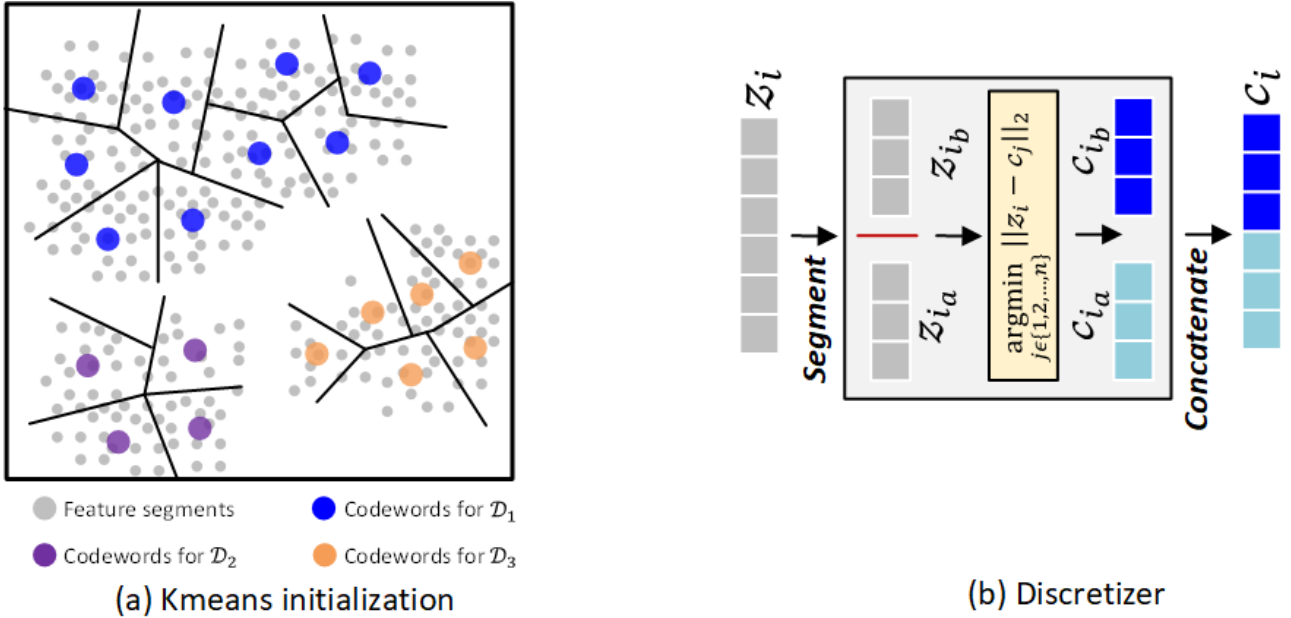 Feature segments
Codewords for 𝒟₁
Codewords for 𝒟₂
Codewords for 𝒟₃
(a) Kmeans initialization
𝓏ᵢ
Segment
𝓏_{i_b}
𝓏_{i_a}
argmin ||𝓏ᵢ − 𝒸ⱼ||₂
j∈{1,2,...,n}
𝒸_{i_b}
𝒸_{i_a}
Concatenate
𝒸ᵢ
(b) Discretizer